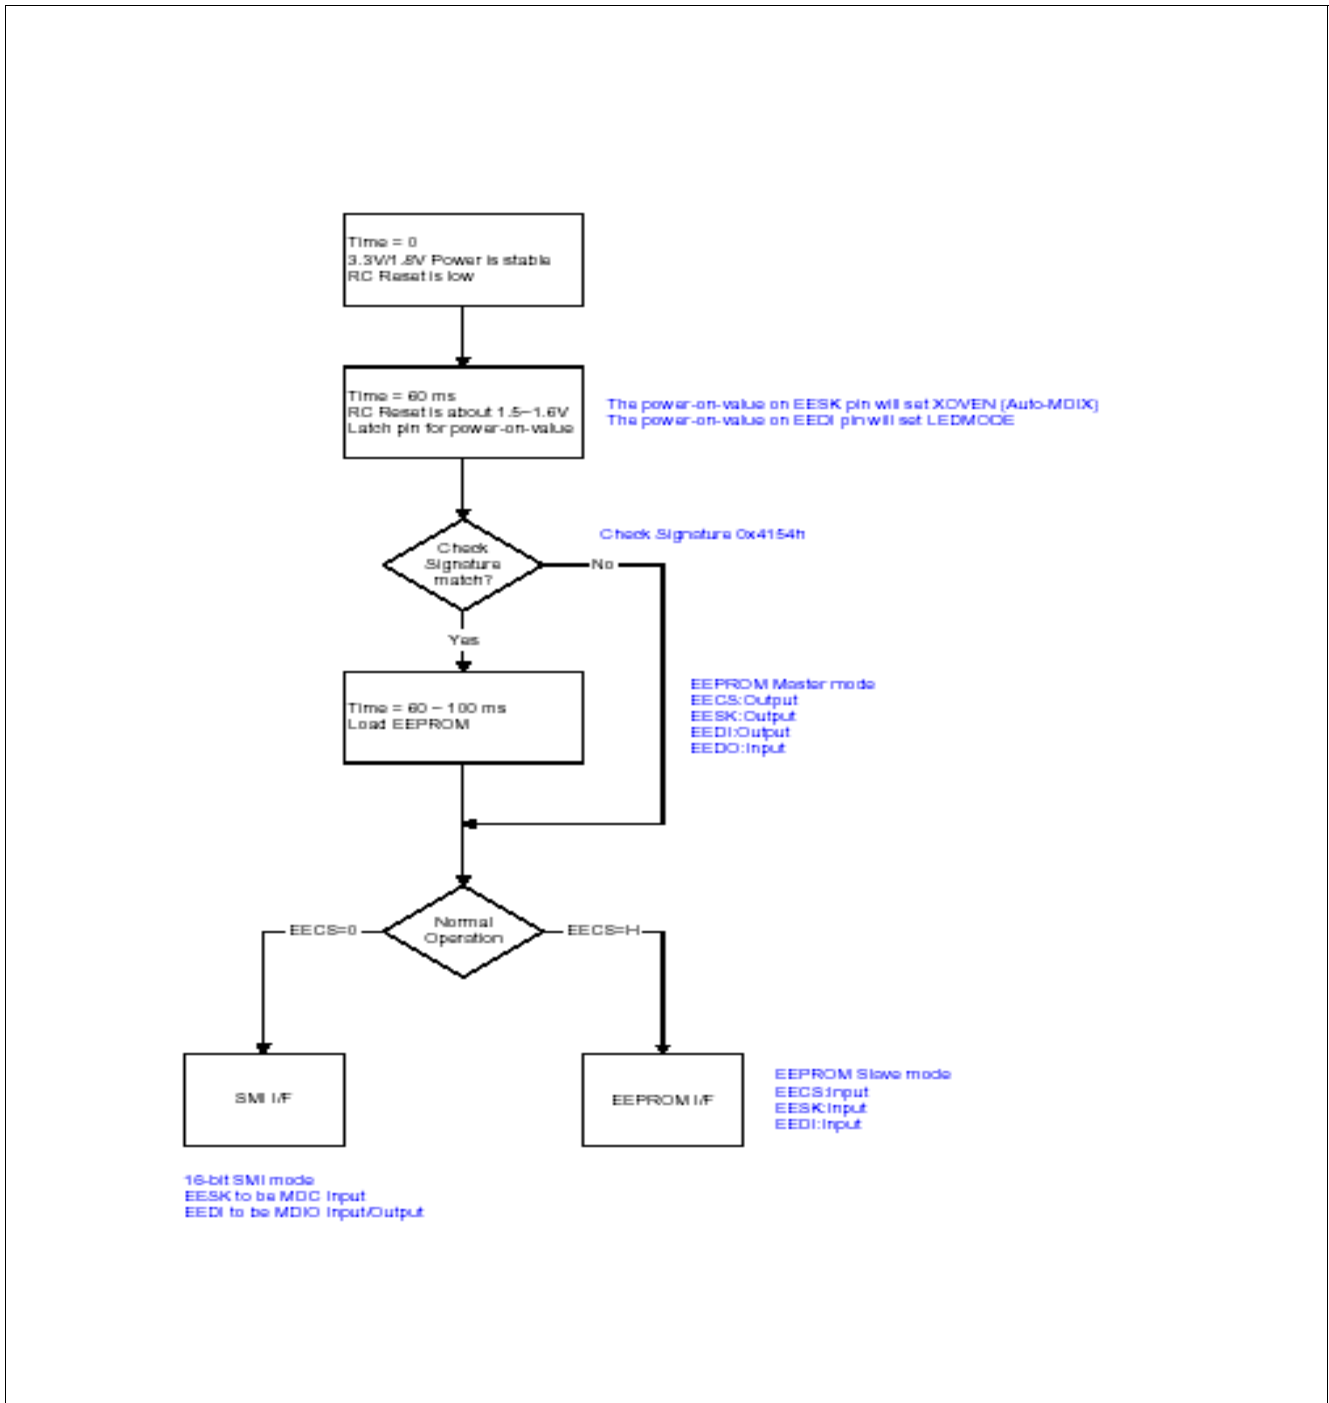 Time = 0
3.3V/1.8V Power is stable
RC Reset is low
Time = 60 ms
RC Reset is about 1.5~1.6V
Latch pin for power-on-value
The power-on-value on EESK pin will set XOVEN (Auto-MDIX)
The power-on-value on EEDI pin will set LEDMODE
Check Signature 0x4154h
Check
Signature
match?
No
Yes
Time = 60 ~ 100 ms
Load EEPROM
EEPROM Master mode
EECS:Output
EESK:Output
EEDI:Output
EEDO:Input
Normal
Operation
EECS=0
EECS=H
SMI I/F
EEPROM I/F
EEPROM Slave mode
EECS:Input
EESK:Input
EEDI:Input
16-bit SMI mode
EESK to be MDC Input
EEDI to be MDIO Input/Output